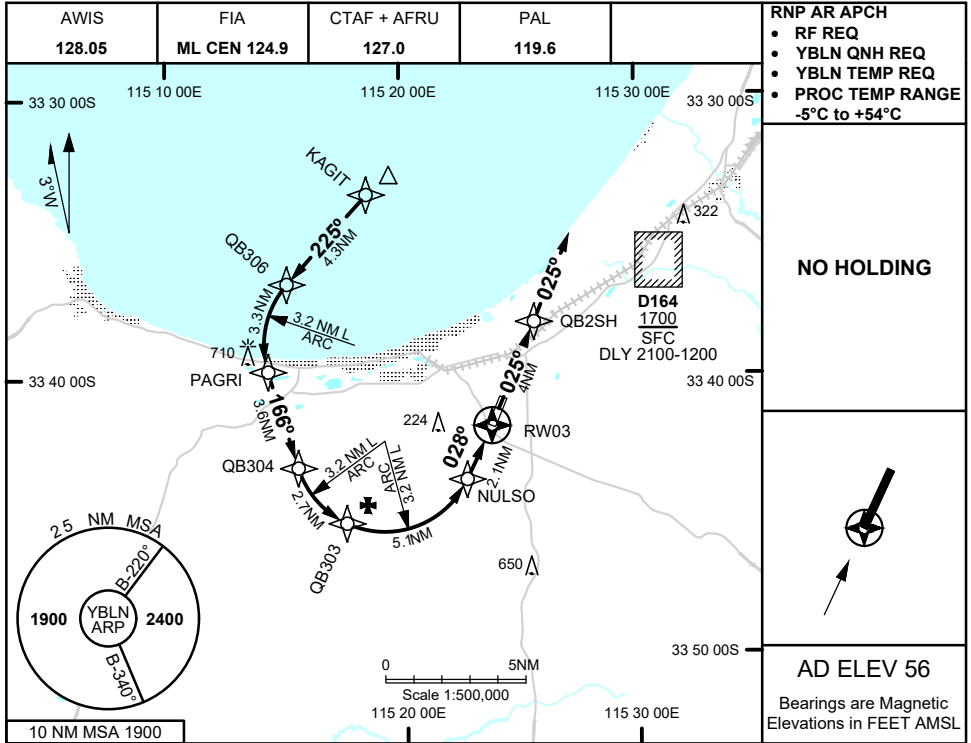 AWIS
128.05
FIA
ML CEN 124.9
CTAF + AFRU
127.0
PAL
119.6
RNP AR APCH
• RF REQ
• YBLN QNH REQ
• YBLN TEMP REQ
• PROC TEMP RANGE
-5°C to +54°C
115 10 00E
115 20 00E
115 30 00E
33 30 00S
33 30 00S
3°W
KAGIT
225°
4.3NM
QB306
3.3NM
3.2 NM L
ARC
710
PAGRI
33 40 00S
33 40 00S
322
D164
1700
SFC
DLY 2100-1200
025°
QB2SH
025°
4NM
RW03
224
028°
2.1NM
NULSO
166°
3.6NM
QB304
3.2 NM L
ARC
3.2 NM L
ARC
2.7NM
QB303
5.1NM
650
2.5 NM MSA
B-220°
1900
YBLN
ARP
2400
B-340°
10 NM MSA 1900
0
5NM
Scale 1:500,000
33 50 00S
115 20 00E
115 30 00E
NO HOLDING
AD ELEV 56
Bearings are Magnetic
Elevations in FEET AMSL